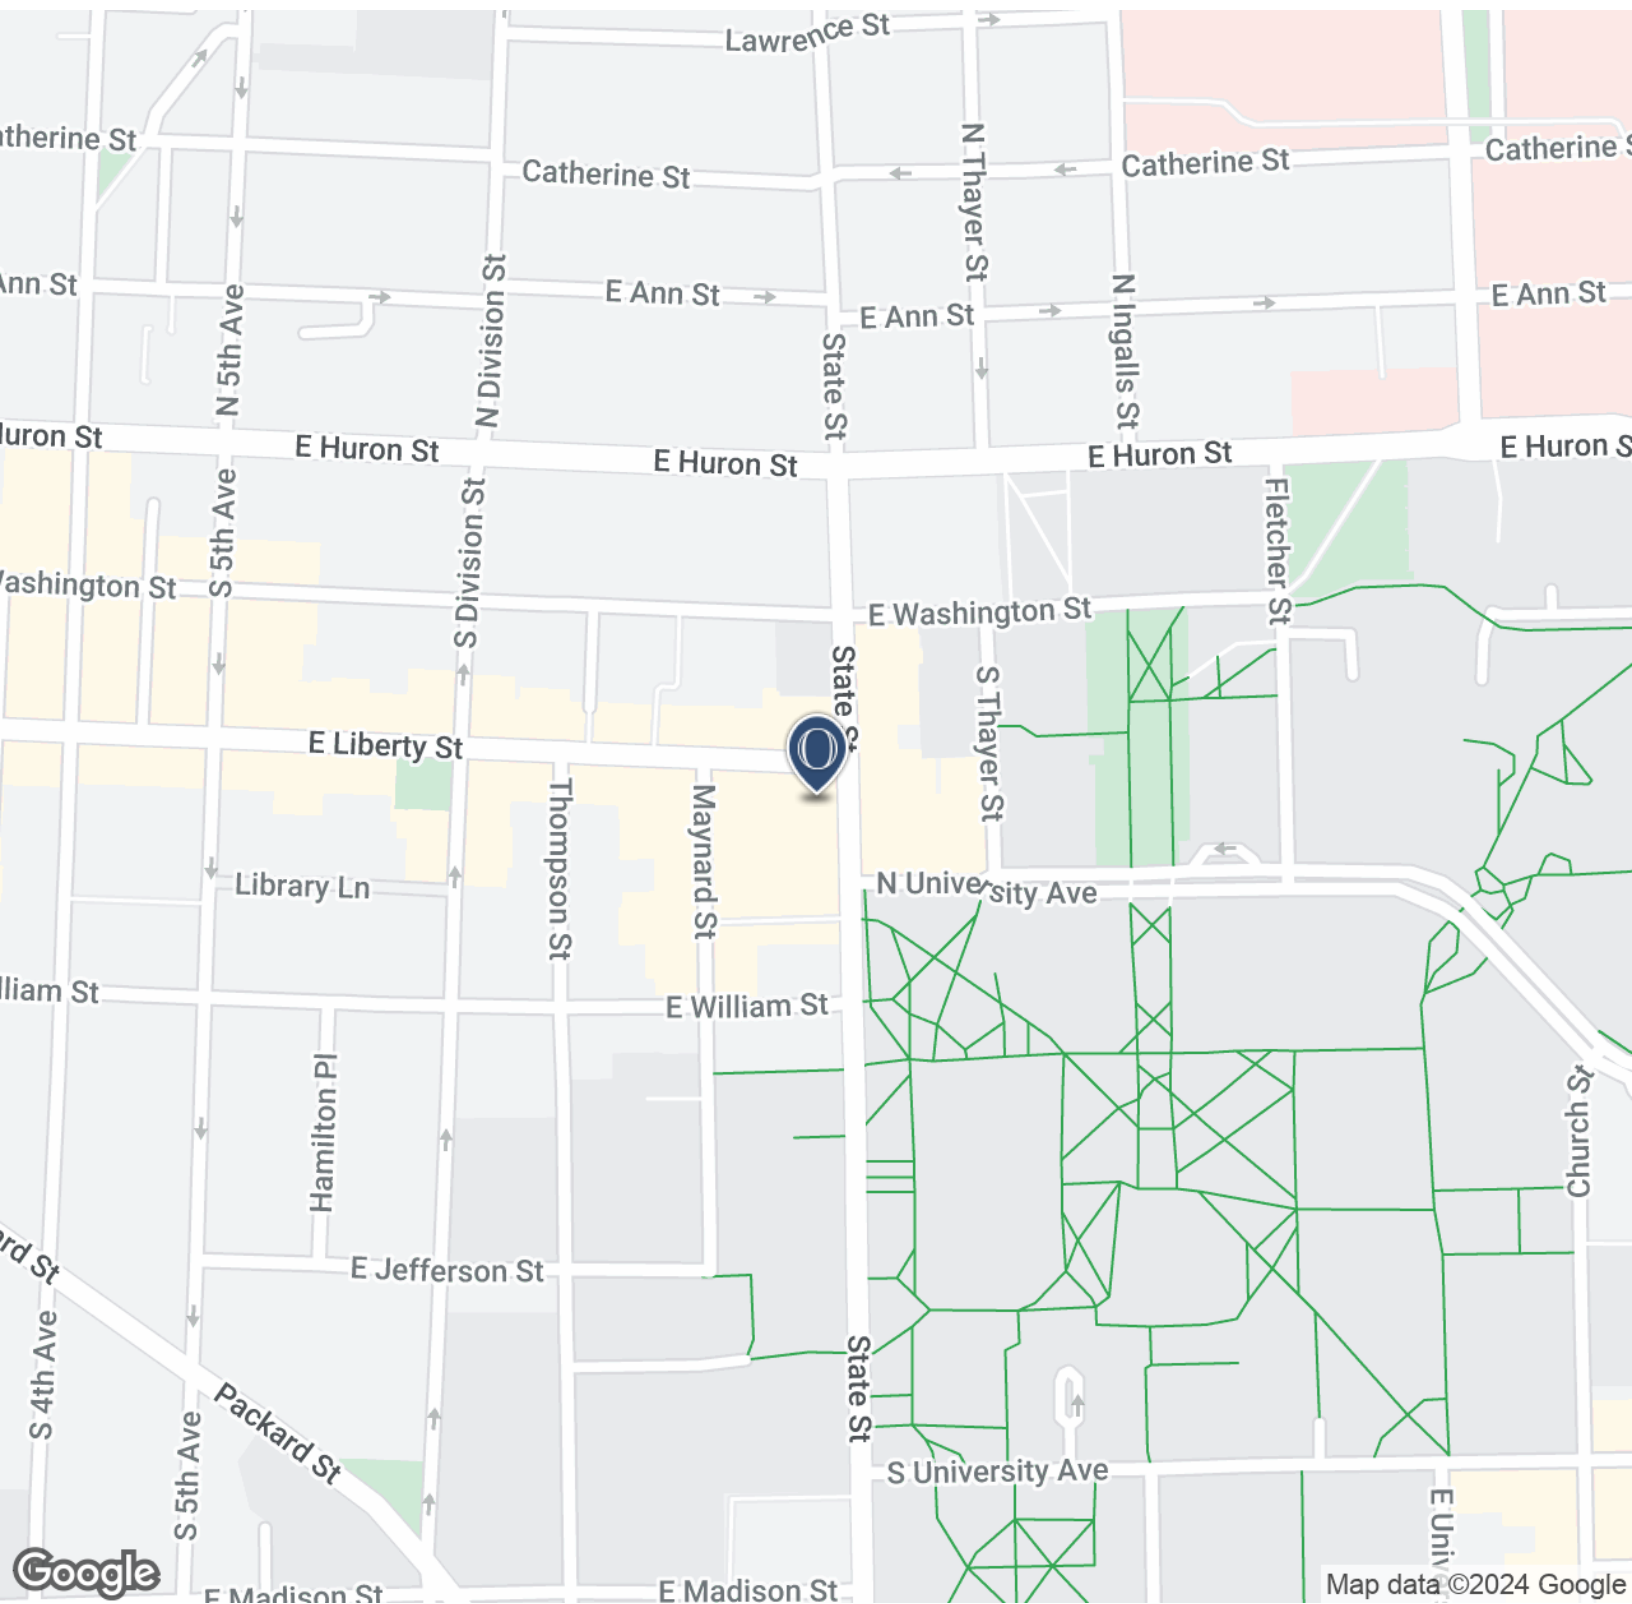 Lawrence St
atherine St
Catherine St
Catherine St
Catherine S
N Thayer St
Ann St
E Ann St
E Ann St
E Ann St
N 5th Ave
N Division St
State St
N Ingalls St
Huron St
E Huron St
E Huron St
E Huron St
E Huron S
S 5th Ave
S Division St
Fletcher St
Washington St
E Washington St
State St
S Thayer St
E Liberty St
Thompson St
Maynard St
Library Ln
N University Ave
lliam St
E William St
Hamilton Pl
Church St
ard St
E Jefferson St
S 4th Ave
State St
Packard St
S 5th Ave
S University Ave
E Univer
Google
E Madison St
E Madison St
Map data ©2024 Google